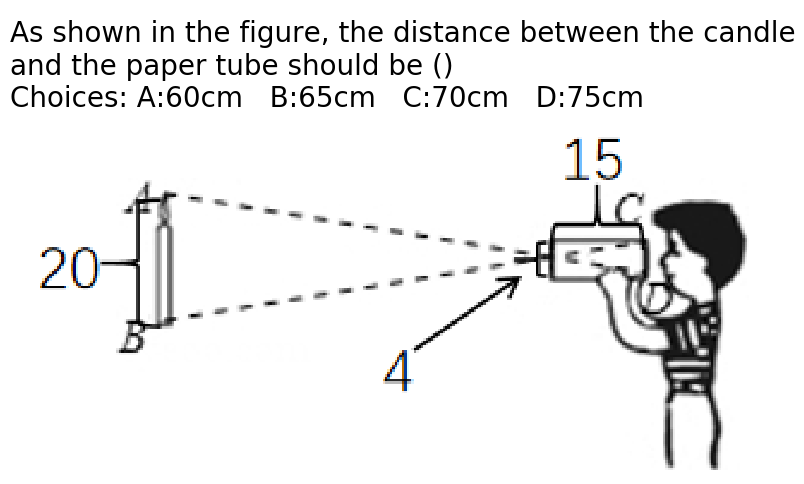 As shown in the figure, the distance between the candle
and the paper tube should be ()
Choices: A:60cm   B:65cm   C:70cm   D:75cm
15
A
C
20
D
B
4